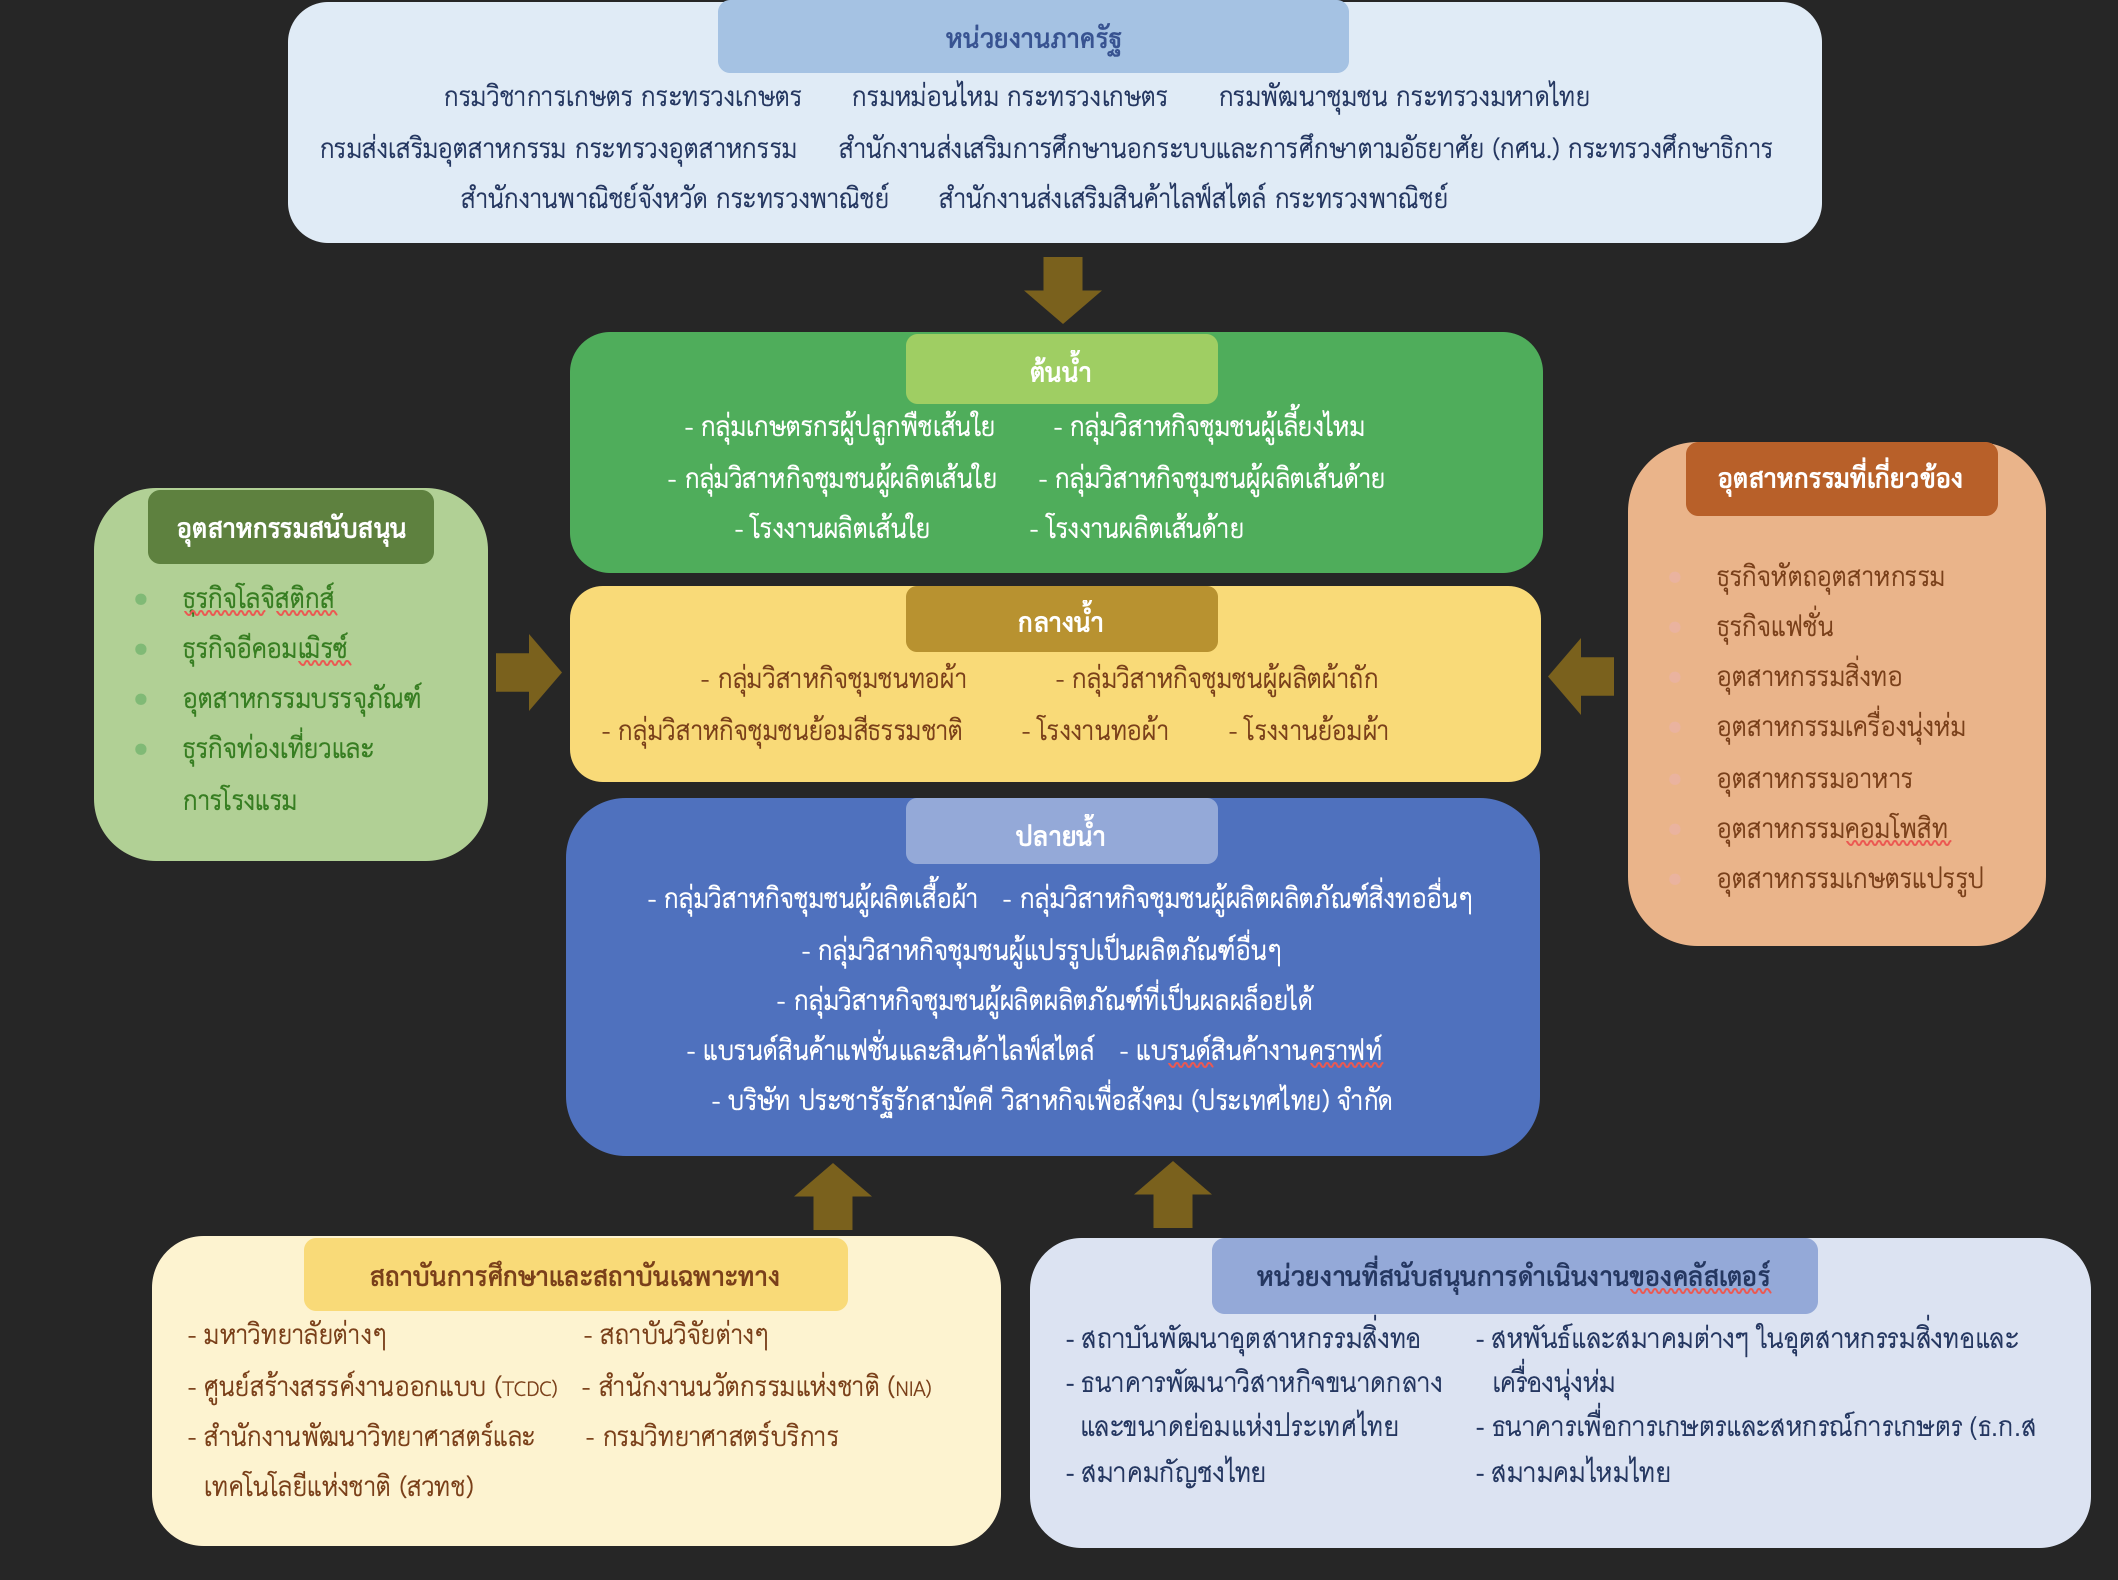 หน่วยงานภาครัฐ
กรมวิชาการเกษตร กระทรวงเกษตร กรมหม่อนไหม กระทรวงเกษตร กรมพัฒนาชุมชน กระทรวงมหาดไทย
กรมส่งเสริมอุตสาหกรรม กระทรวงอุตสาหกรรม สำนักงานส่งเสริมการศึกษานอกระบบและการศึกษาตามอัธยาศัย (กศน.) กระทรวงศึกษาธิการ
สำนักงานพาณิชย์จังหวัด กระทรวงพาณิชย์ สำนักงานส่งเสริมสินค้าไลฟ์สไตล์ กระทรวงพาณิชย์
ต้นน้ำ
- กลุ่มเกษตรกรผู้ปลูกพืชเส้นใย - กลุ่มวิสาหกิจชุมชนผู้เลี้ยงไหม
- กลุ่มวิสาหกิจชุมชนผู้ผลิตเส้นใย - กลุ่มวิสาหกิจชุมชนผู้ผลิตเส้นด้าย
- โรงงานผลิตเส้นใย - โรงงานผลิตเส้นด้าย
อุตสาหกรรมสนับสนุน
ธุรกิจโลจิสติกส์
ธุรกิจอีคอมเมิรซ์
อุตสาหกรรมบรรจุภัณฑ์
ธุรกิจท่องเที่ยวและ
การโรงแรม
กลางน้ำ
- กลุ่มวิสาหกิจชุมชนทอผ้า - กลุ่มวิสาหกิจชุมชนผู้ผลิตผ้าถัก
- กลุ่มวิสาหกิจชุมชนย้อมสีธรรมชาติ - โรงงานทอผ้า - โรงงานย้อมผ้า
อุตสาหกรรมที่เกี่ยวข้อง
ธุรกิจหัตถอุตสาหกรรม
ธุรกิจแฟชั่น
อุตสาหกรรมสิ่งทอ
อุตสาหกรรมเครื่องนุ่งห่ม
อุตสาหกรรมอาหาร
อุตสาหกรรมคอมโพสิท
อุตสาหกรรมเกษตรแปรรูป
ปลายน้ำ
- กลุ่มวิสาหกิจชุมชนผู้ผลิตเสื้อผ้า - กลุ่มวิสาหกิจชุมชนผู้ผลิตผลิตภัณฑ์สิ่งทออื่นๆ
- กลุ่มวิสาหกิจชุมชนผู้แปรรูปเป็นผลิตภัณฑ์อื่นๆ
- กลุ่มวิสาหกิจชุมชนผู้ผลิตผลิตภัณฑ์ที่เป็นผลผล็อยได้
- แบรนด์สินค้าแฟชั่นและสินค้าไลฟ์สไตล์ - แบรนด์สินค้างานคราฟท์
- บริษัท ประชารัฐรักสามัคคี วิสาหกิจเพื่อสังคม (ประเทศไทย) จำกัด
สถาบันการศึกษาและสถาบันเฉพาะทาง
- มหาวิทยาลัยต่างๆ - สถาบันวิจัยต่างๆ
- ศูนย์สร้างสรรค์งานออกแบบ (TCDC) - สำนักงานนวัตกรรมแห่งชาติ (NIA)
- สำนักงานพัฒนาวิทยาศาสตร์และ - กรมวิทยาศาสตร์บริการ
เทคโนโลยีแห่งชาติ (สวทช)
หน่วยงานที่สนับสนุนการดำเนินงานของคลัสเตอร์
- สถาบันพัฒนาอุตสาหกรรมสิ่งทอ - สหพันธ์และสมาคมต่างๆ ในอุตสาหกรรมสิ่งทอและ
- ธนาคารพัฒนาวิสาหกิจขนาดกลาง เครื่องนุ่งห่ม
และขนาดย่อมแห่งประเทศไทย - ธนาคารเพื่อการเกษตรและสหกรณ์การเกษตร (ธ.ก.ส
- สมาคมกัญชงไทย - สมามคมไหมไทย